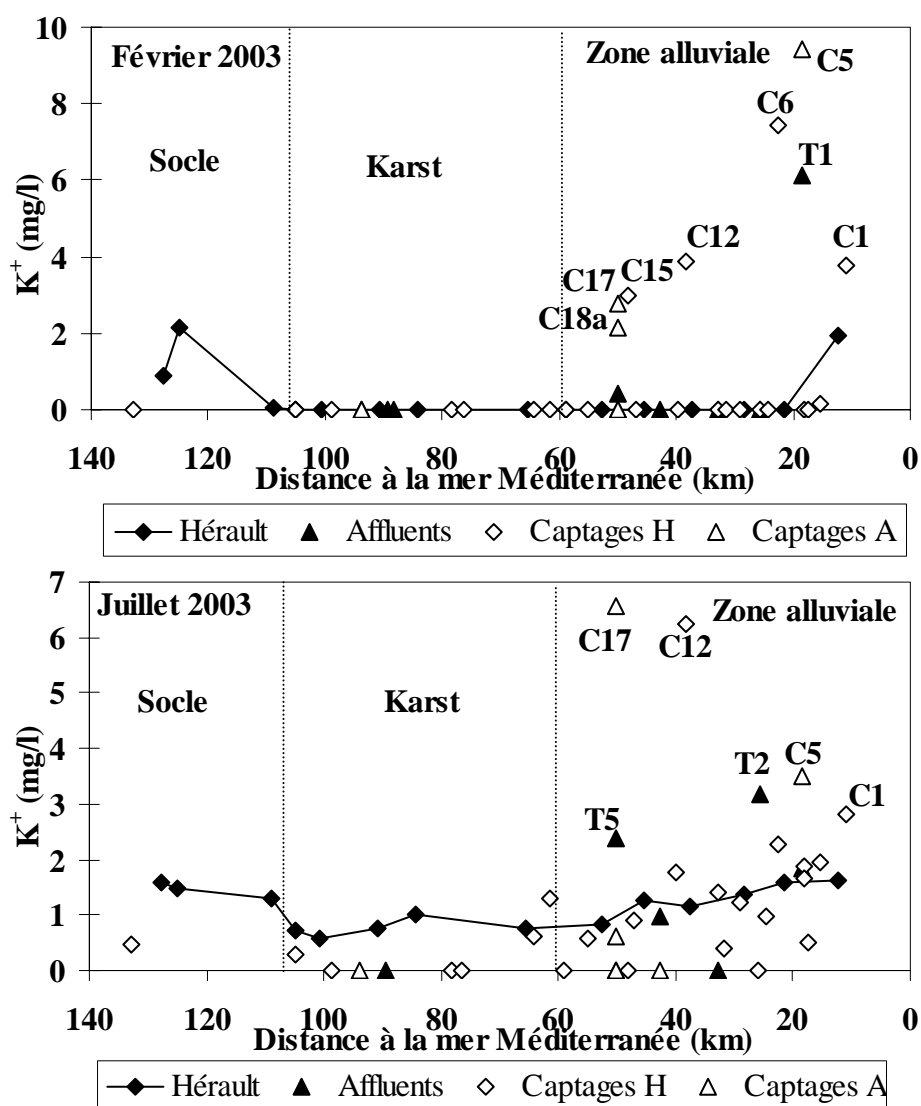 Février 2003
Zone alluviale
C5
C6
T1
Socle
Karst
C12
C1
C17
C15
C18a
K+ (mg/l)
10
8
6
4
2
0
140 120 100 80 60 40 20 0
Distance à la mer Méditerranée (km)
Hérault Affluents Captages H Captages A
Juillet 2003
Zone alluviale
C17
C12
Socle
Karst
T2
C5
C1
T5
K+ (mg/l)
7
6
5
4
3
2
1
0
140 120 100 80 60 40 20 0
Distance à la mer Méditerranée (km)
Hérault Affluents Captages H Captages A